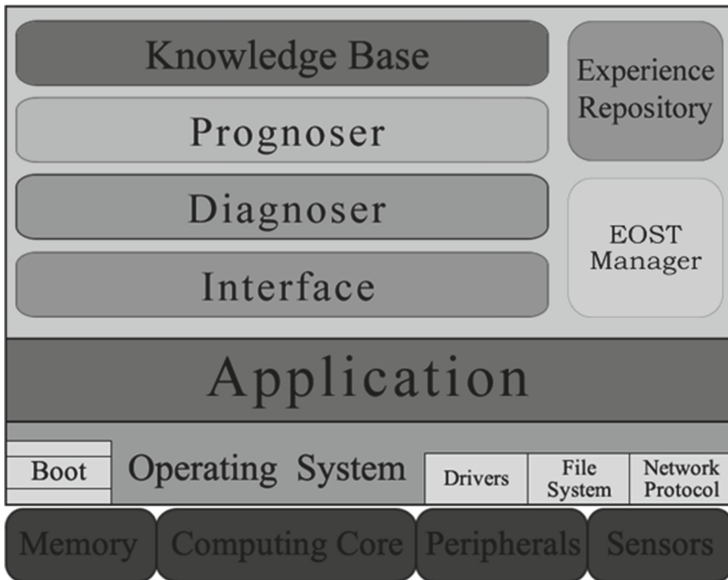 Knowledge Base
Experience
Repository
Prognoser
Diagnoser
EOST
Manager
Interface
Application
Boot
Operating System
Drivers
File
System
Network
Protocol
Memory
Computing Core
Peripherals
Sensors